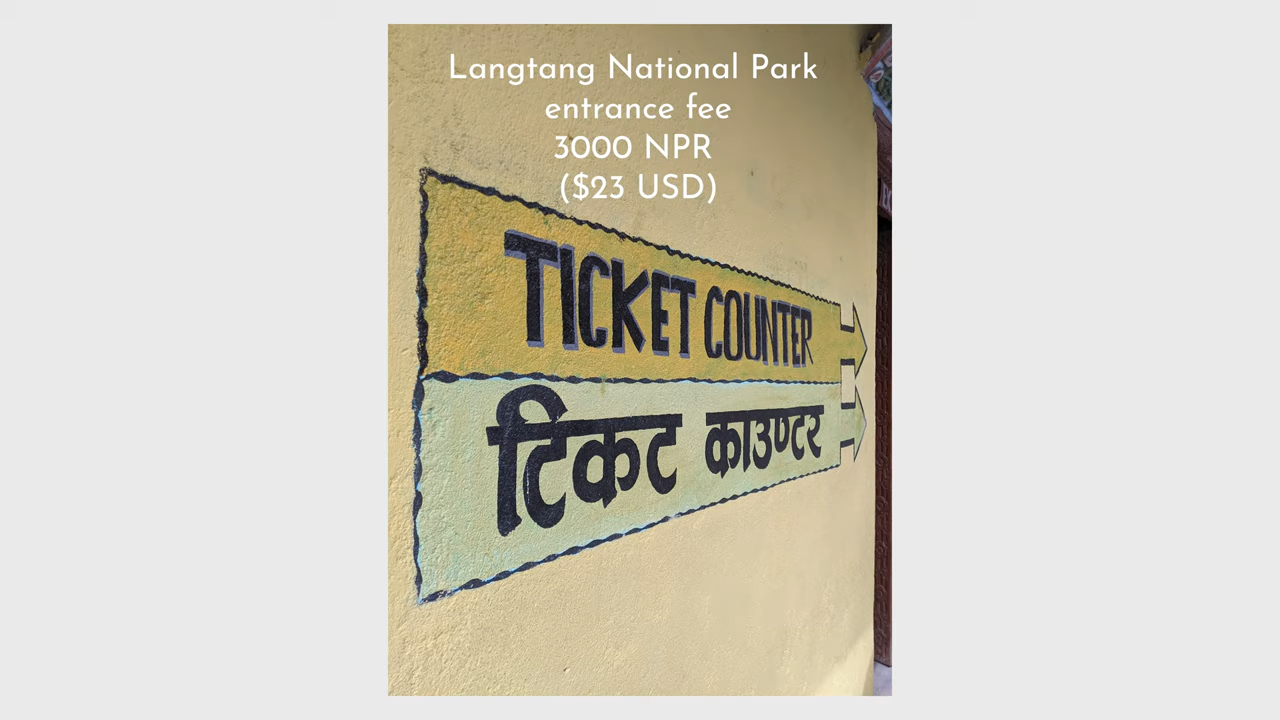 Langtang National Park
entrance fee
3000 NPR
($23 USD)
TICKET COUNTER
टिकट काउण्टर